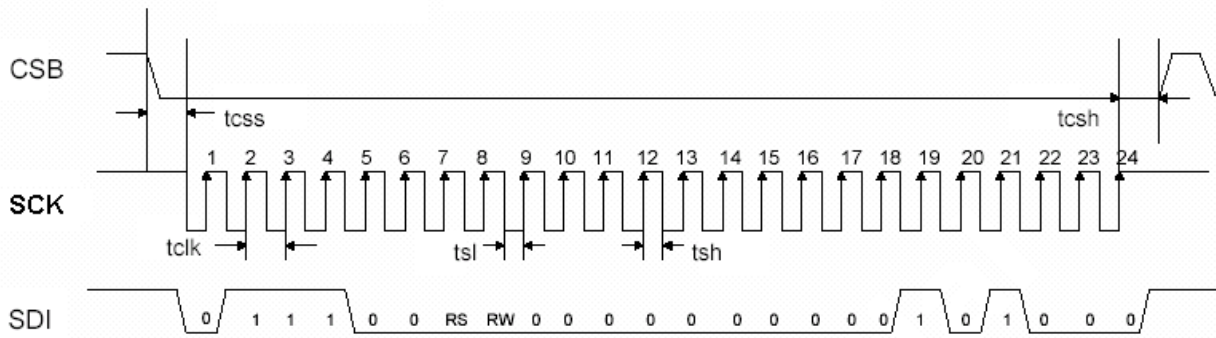 CSB
tcss
tcsh
1 2 3 4 5 6 7 8 9 10 11 12 13 14 15 16 17 18 19 20 21 22 23 24
SCK
tclk
tsl
tsh
SDI
0 1 1 1 0 0 RS RW 0 0 0 0 0 0 0 0 0 0 1 0 1 0 0 0